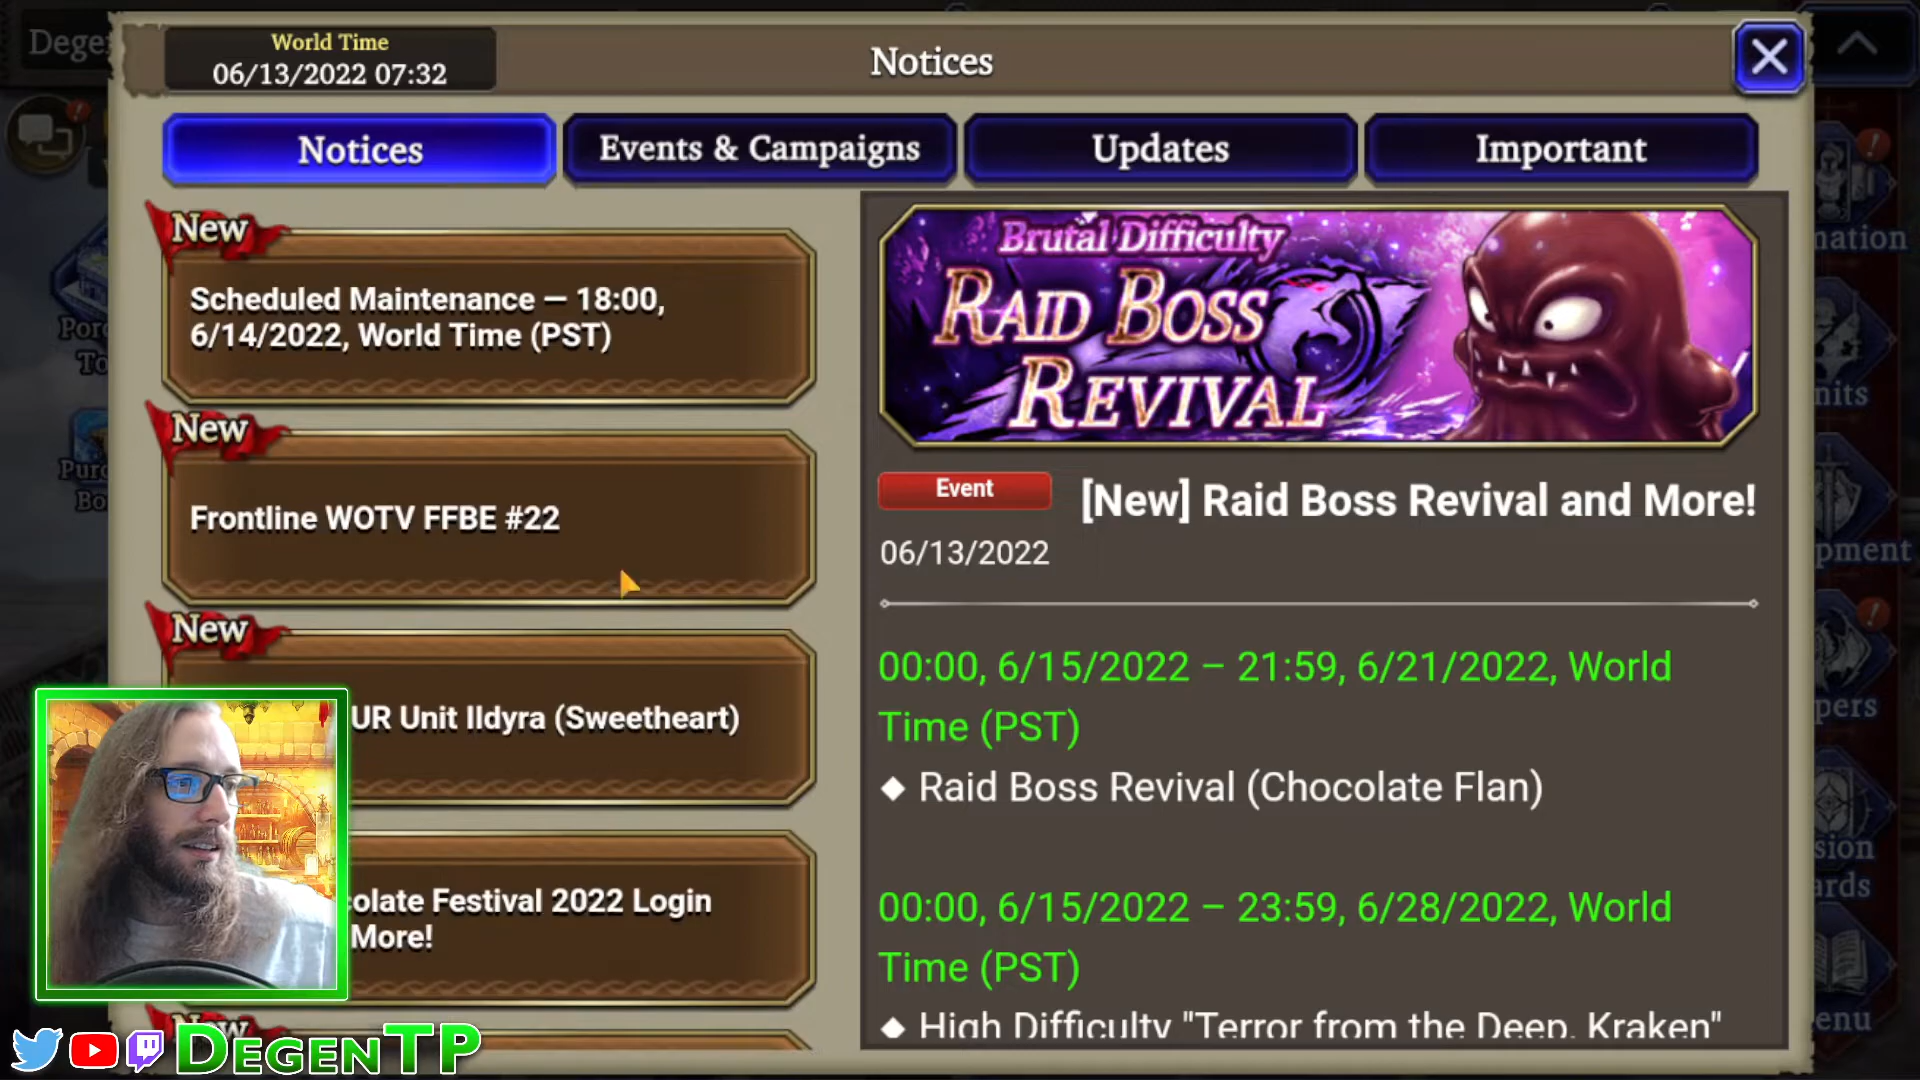 World Time
06/13/2022 07:32
Notices
Notices
Events & Campaigns
Updates
Important
New
Scheduled Maintenance — 18:00,
6/14/2022, World Time (PST)
New
Frontline WOTV FFBE #22
New
UR Unit Ildyra (Sweetheart)
Festival 2022 Login
More!
New
Brutal Difficulty
RAID BOSS
REVIVAL
Event
[New] Raid Boss Revival and More!
06/13/2022
00:00, 6/15/2022 – 21:59, 6/21/2022, World
Time (PST)
◆ Raid Boss Revival (Chocolate Flan)
00:00, 6/15/2022 – 23:59, 6/28/2022, World
Time (PST)
◆ High Difficulty "Terror from the Deep, Kraken"
DEGENTP